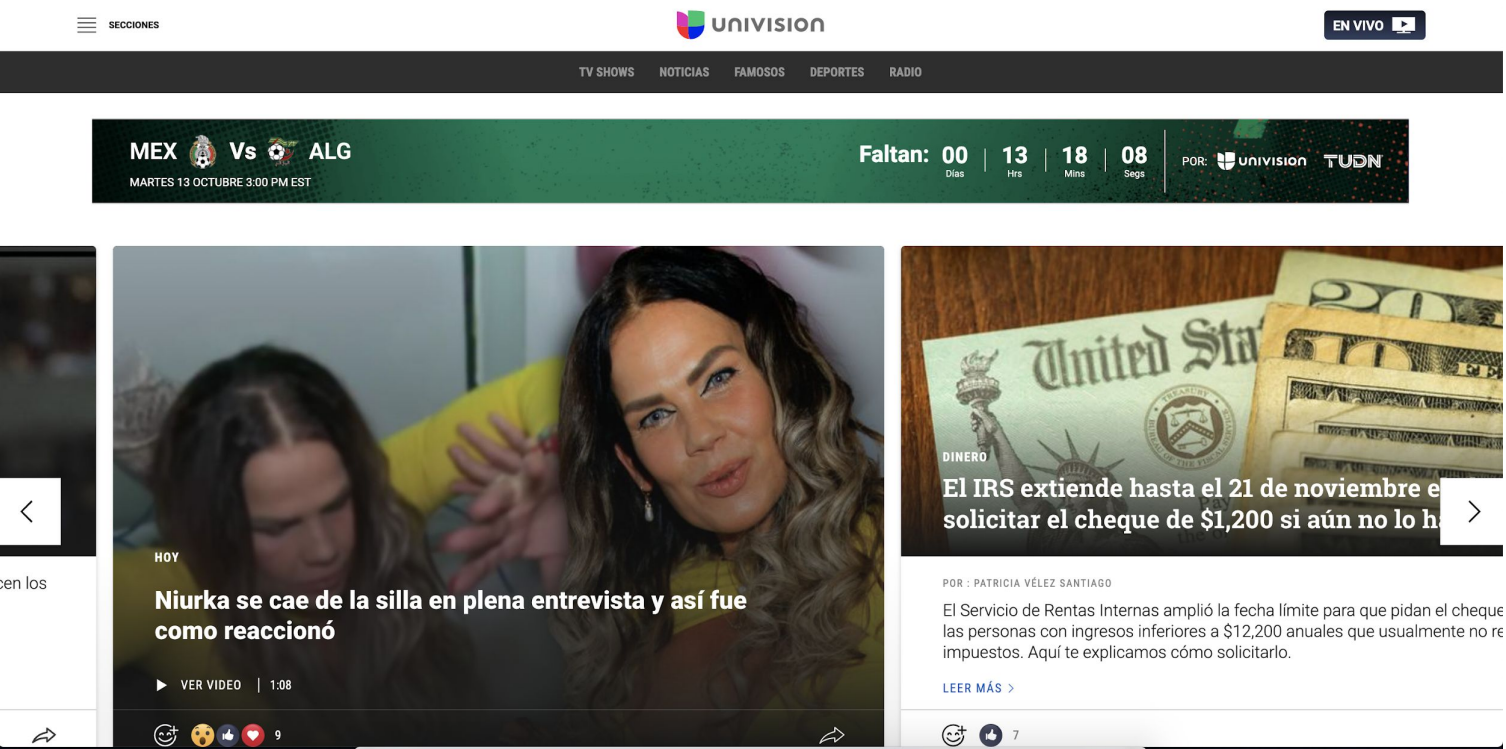 SECCIONES
UNIVISION
EN VIVO
TV SHOWS NOTICIAS FAMOSOS DEPORTES RADIO
MEX Vs ALG
MARTES 13 OCTUBRE 3:00 PM EST
Faltan: 00 13 18 08
Días Hrs Mins Segs
POR: UNIVISION TUDN
cen los
HOY
Niurka se cae de la silla en plena entrevista y así fue
como reaccionó
VER VIDEO | 1:08
9
United Sta
20
10
DINERO
El IRS extiende hasta el 21 de noviembre e
solicitar el cheque de $1,200 si aún no lo h
POR : PATRICIA VÉLEZ SANTIAGO
El Servicio de Rentas Internas amplió la fecha límite para que pidan el cheque
las personas con ingresos inferiores a $12,200 anuales que usualmente no re
impuestos. Aquí te explicamos cómo solicitarlo.
LEER MÁS
7